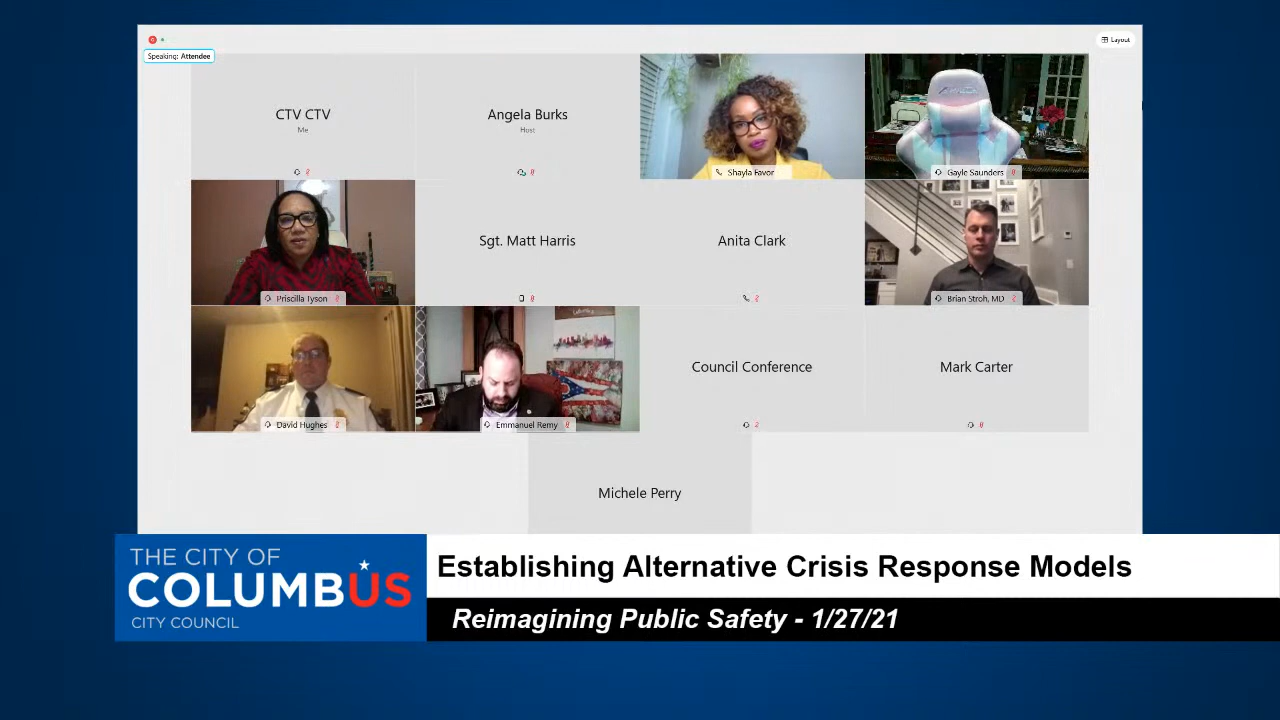 Layout
Speaking: Attendee
CTV CTV
Me
Angela Burks
Host
Shayla Favor
Gayle Saunders
Priscilla Tyson
Sgt. Matt Harris
Anita Clark
Brian Stroh, MD
David Hughes
Emmanuel Remy
Council Conference
Mark Carter
Michele Perry
THE CITY OF
COLUMBUS
CITY COUNCIL
Establishing Alternative Crisis Response Models
Reimagining Public Safety - 1/27/21